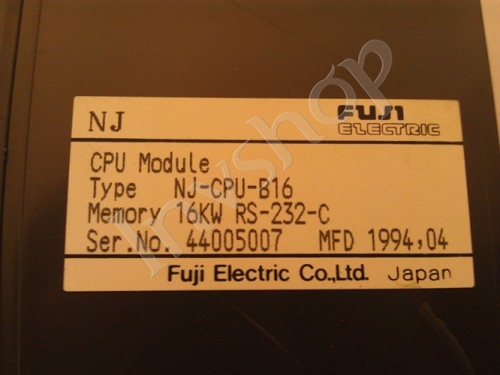 NJ FUJI
ELECTRIC
CPU Module
Type NJ-CPU-B16
Memory 16KW RS-232-C
Ser.No. 44005007 MFD 1994,04
Fuji Electric Co.,Ltd. Japan
invshop